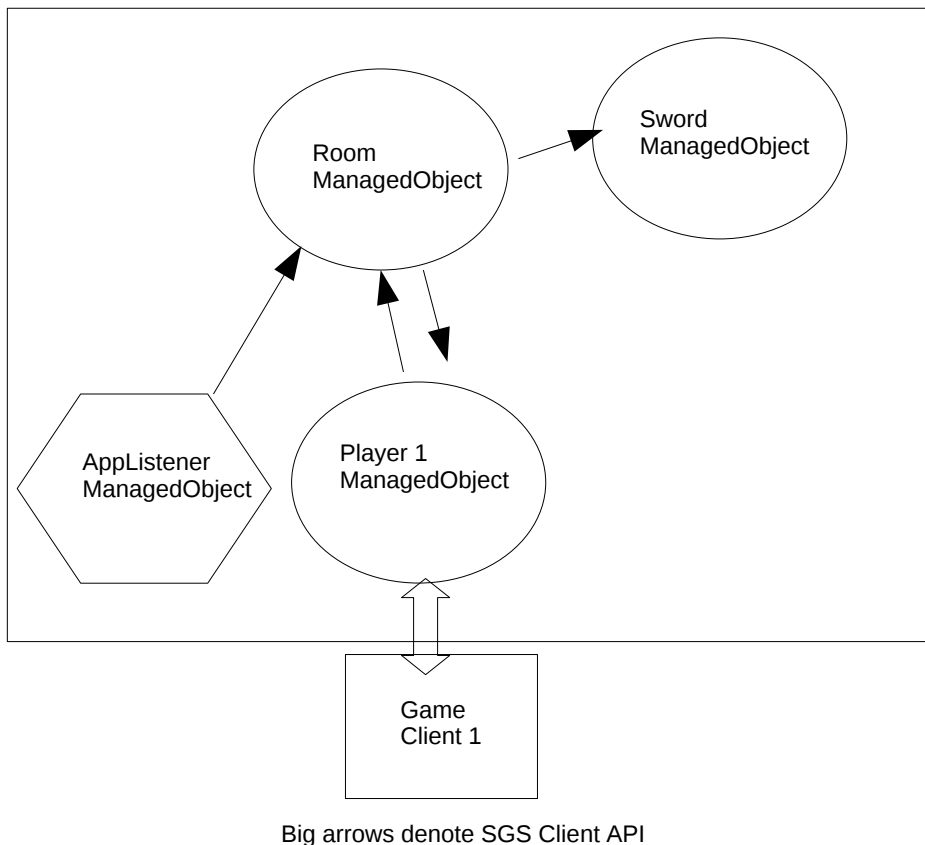 Room
ManagedObject
Sword
ManagedObject
AppListener
ManagedObject
Player 1
ManagedObject
Game
Client 1
Big arrows denote SGS Client API